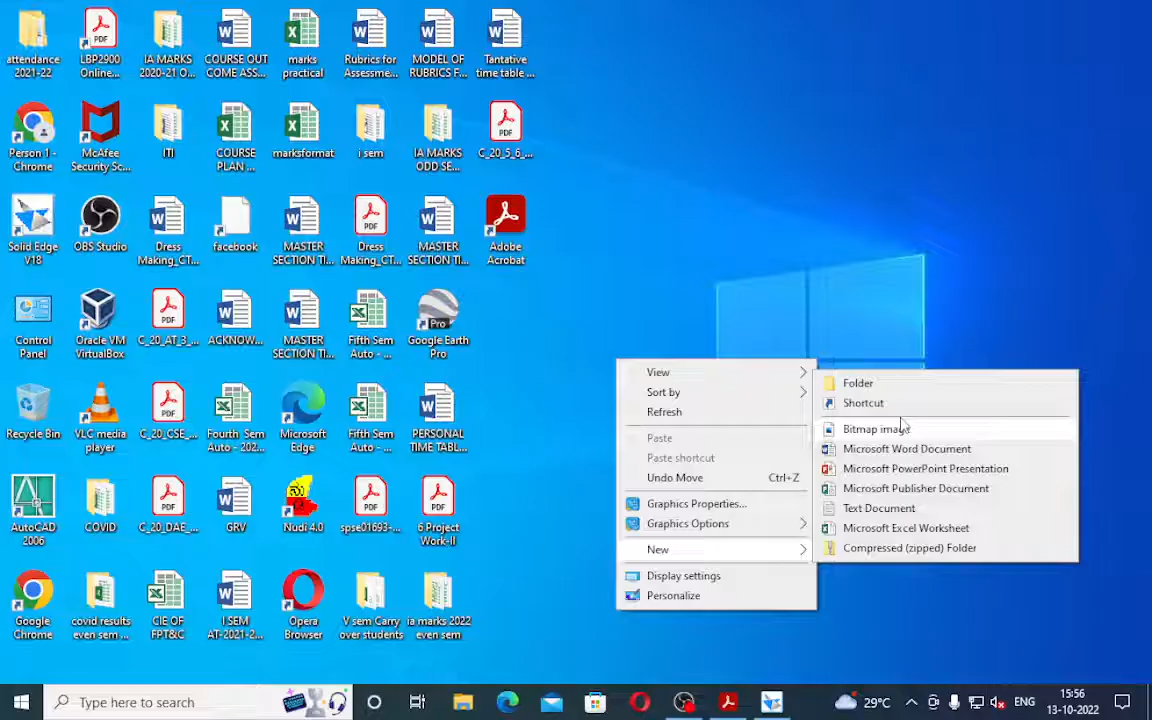 attendance
2021-22
PDF
LBP2900
Online...
IA MARKS
2020-21 O...
COURSE OUT
COME ASS...
marks
practical
Rubrics for
Assessme...
MODEL OF
RUBRICS F...
Tantative
time table ...
Person 1 -
Chrome
McAfee
Security Sc...
ITI
COURSE
PLAN ...
marksformat
i sem
IA MARKS
ODD SE...
PDF
C_20_5_6_...
Solid Edge
V18
OBS Studio
Dress
Making_CT...
facebook
MASTER
SECTION TI...
PDF
Dress
Making_CT...
MASTER
SECTION TI...
Adobe
Acrobat
Control
Panel
Oracle VM
VirtualBox
PDF
C_20_AT_3_...
ACKNOW...
MASTER
SECTION TI...
Fifth Sem
Auto - ...
Pro
Google Earth
Pro
Recycle Bin
VLC media
player
PDF
C_20_CSE_...
Fourth Sem
Auto - 202...
Microsoft
Edge
Fifth Sem
Auto - ...
PERSONAL
TIME TABL...
AutoCAD
2006
COVID
PDF
C_20_DAE_...
GRV
Nudi 4.0
PDF
spse01693-...
PDF
6 Project
Work-II
Google
Chrome
covid results
even sem ...
CIE OF
FPT&C
I SEM
AT-2021-2...
Opera
Browser
V sem Carry
over students
ia marks 2022
even sem
View
Sort by
Refresh
Paste
Paste shortcut
Undo Move Ctrl+Z
Graphics Properties...
Graphics Options
New
Display settings
Personalize
Folder
Shortcut
Bitmap image
Microsoft Word Document
Microsoft PowerPoint Presentation
Microsoft Publisher Document
Text Document
Microsoft Excel Worksheet
Compressed (zipped) Folder
Type here to search
29°C
ENG
15:56
13-10-2022